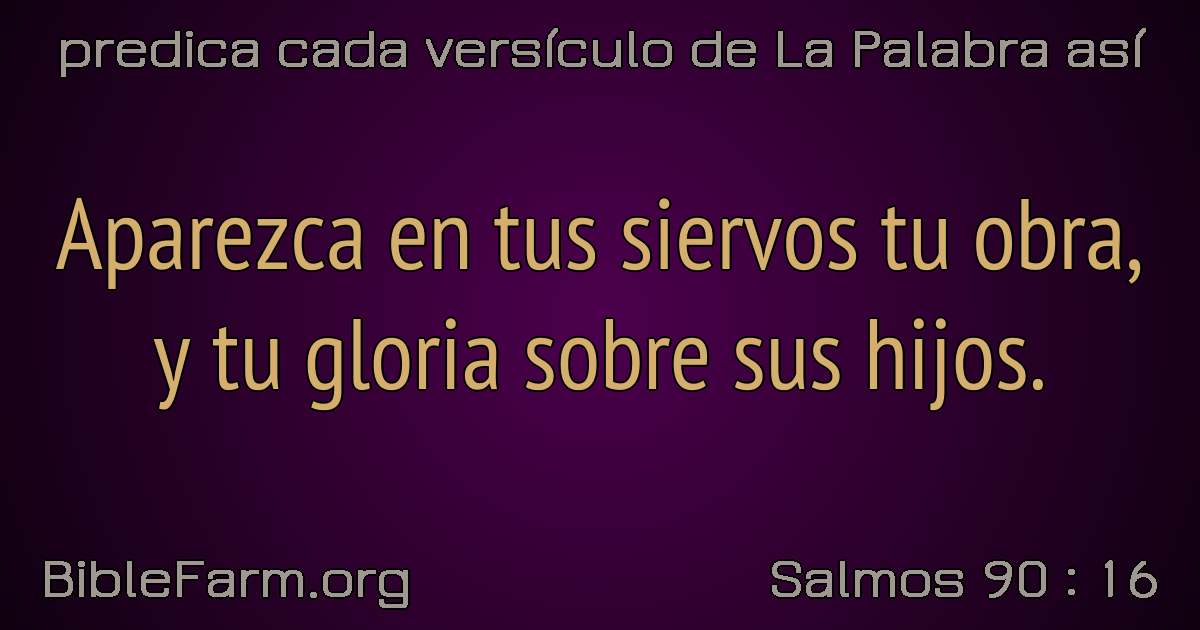 predica cada versículo de La Palabra así
Aparezca en tus siervos tu obra,
y tu gloria sobre sus hijos.
BibleFarm.org
Salmos 90 : 16